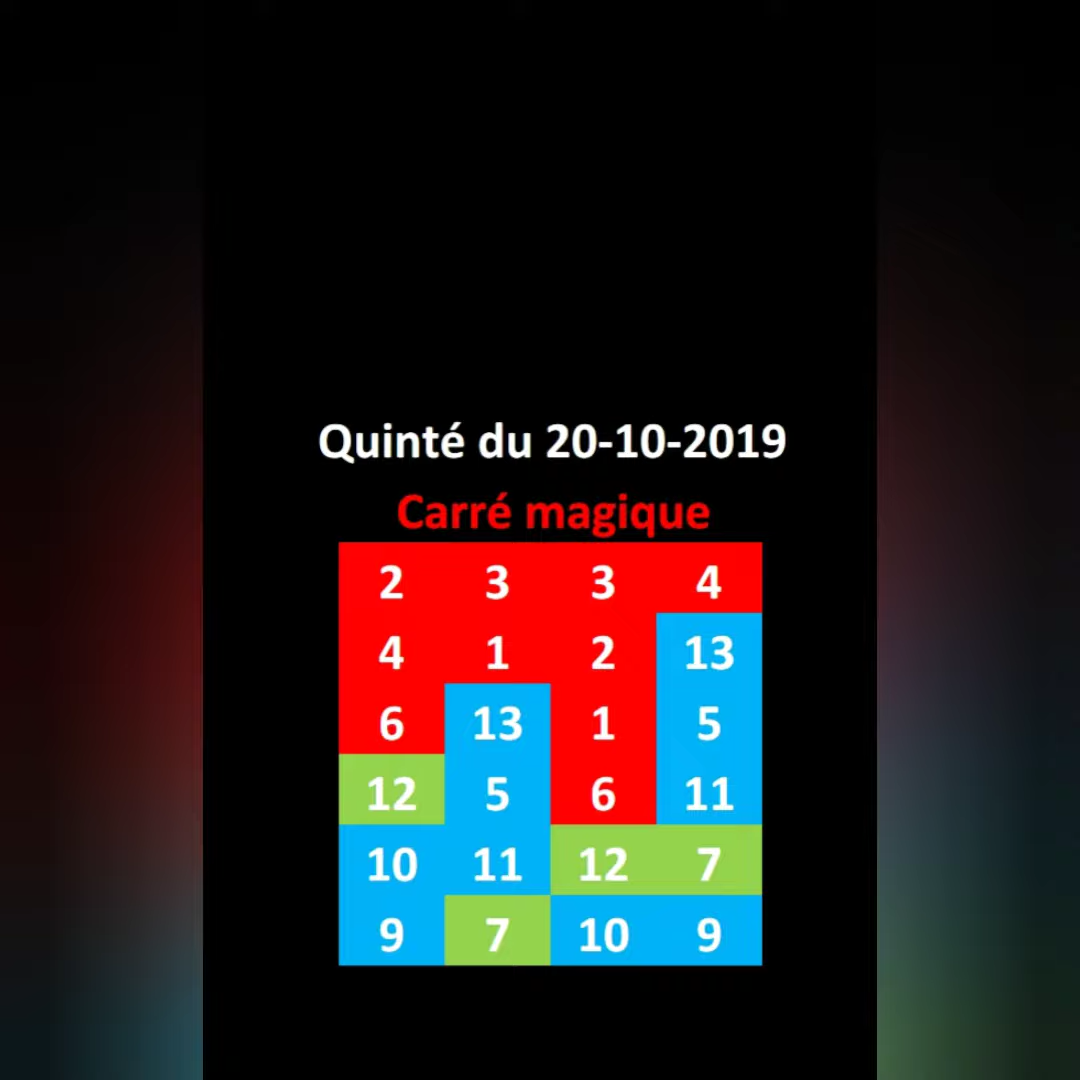 Quinté du 20-10-2019
Carré magique
2 3 3 4
4 1 2 13
6 13 1 5
12 5 6 11
10 11 12 7
9 7 10 9